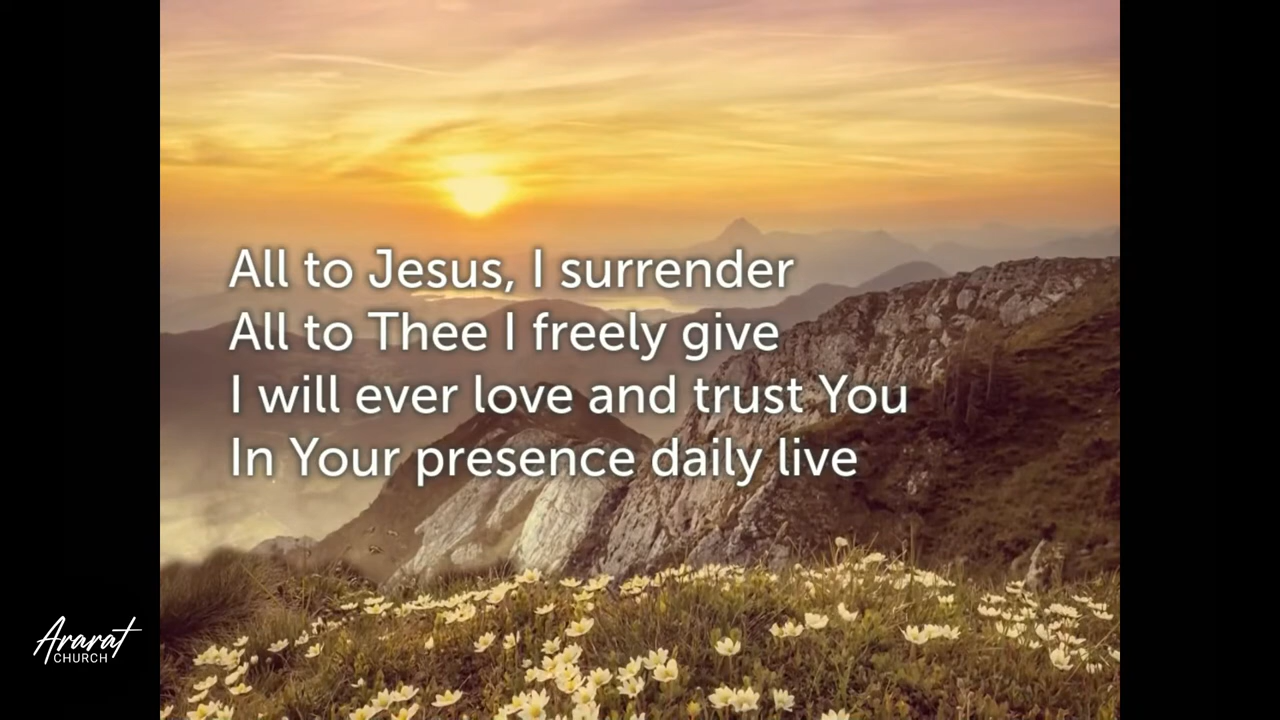 All to Jesus, I surrender
All to Thee I freely give
I will ever love and trust You
In Your presence daily live
Ararat
CHURCH